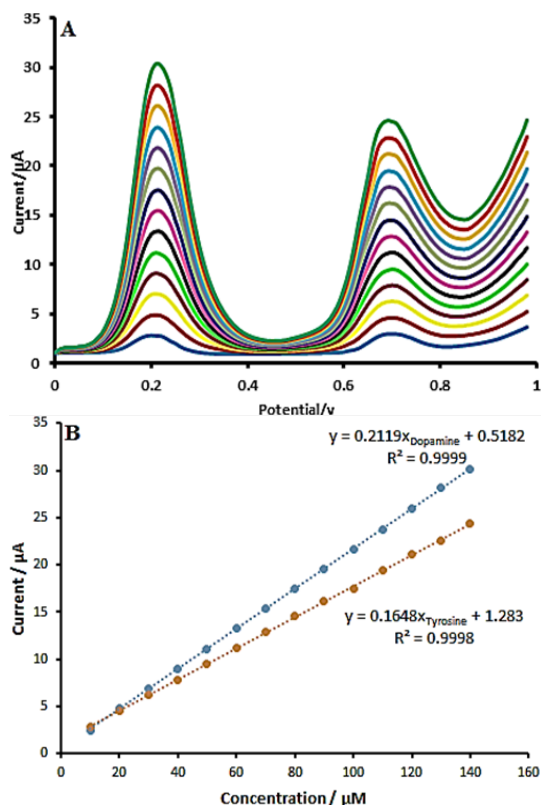 A
35
30
25
20
15
10
5
0
Current/µA
0 0.2 0.4 0.6 0.8 1
Potential/v
B
y = 0.2119xDopamine + 0.5182
R² = 0.9999
35
30
25
20
15
10
5
0
Current / µA
y = 0.1648xTyrosine + 1.283
R² = 0.9998
0 20 40 60 80 100 120 140 160
Concentration / µM